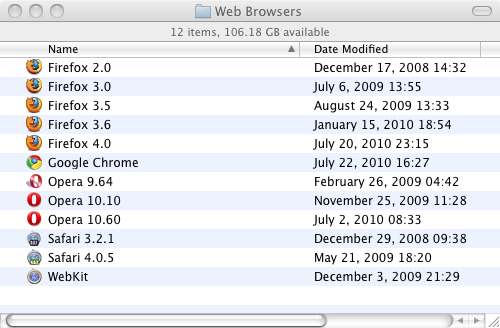 Web Browsers
12 items, 106.18 GB available
Name Date Modified
Firefox 2.0 December 17, 2008 14:32
Firefox 3.0 July 6, 2009 13:55
Firefox 3.5 August 24, 2009 13:33
Firefox 3.6 January 15, 2010 18:54
Firefox 4.0 July 20, 2010 23:15
Google Chrome July 22, 2010 16:27
Opera 9.64 February 26, 2009 04:42
Opera 10.10 November 25, 2009 11:28
Opera 10.60 July 2, 2010 08:33
Safari 3.2.1 December 29, 2008 09:38
Safari 4.0.5 May 21, 2009 18:20
WebKit December 3, 2009 21:29